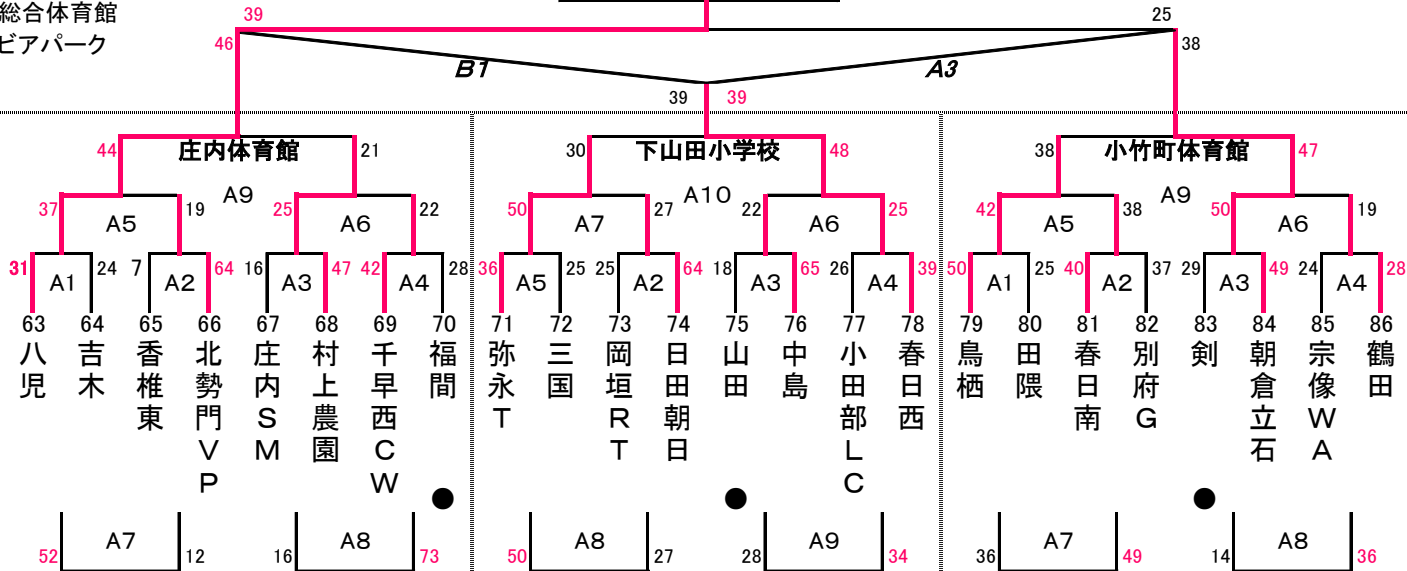 総合体育館
39
25
ビアパーク
46
38
B1
A3
39
39
44
庄内体育館
21
30
下山田小学校
48
38
小竹町体育館
47
37
A5
19
A9
25
A6
22
50
A7
27
A10
22
A6
25
42
A5
38
A9
50
A6
19
31
A1
24
7
A2
64
16
A3
47
42
A4
28
36
A5
25
25
A2
64
18
A3
65
26
A4
39
50
A1
25
40
A2
37
29
A3
49
24
A4
28
63
八児
64
吉木
65
香椎東
66
北勢門VP
67
庄内SM
68
村上農園
69
千早西CW
70
福間
71
弥永T
72
三国
73
岡垣RT
74
日田朝日
75
山田
76
中島
77
小田部LC
78
春日西
79
鳥栖
80
田隈
81
春日南
82
別府G
83
剣
84
朝倉立石
85
宗像WA
86
鶴田
●
●
●
52
A7
12
16
A8
73
50
A8
27
28
A9
34
36
A7
49
14
A8
36